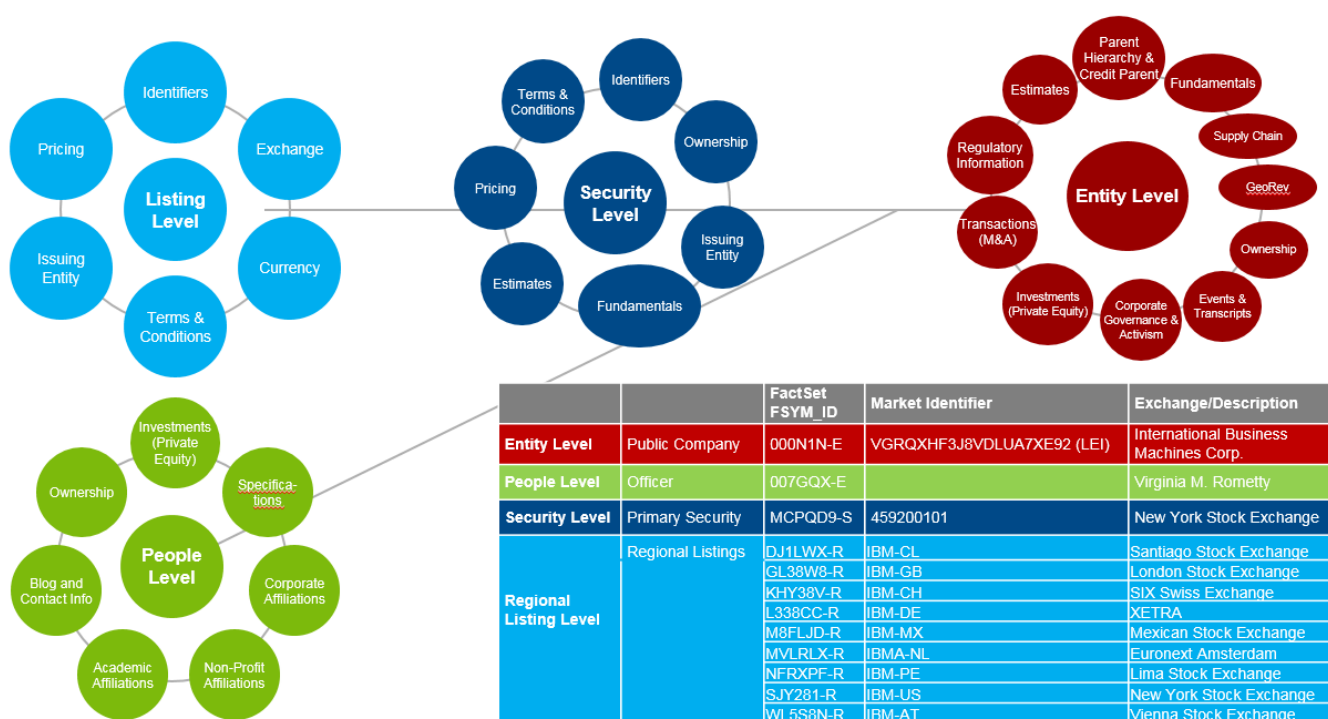 Identifiers
Pricing
Exchange
Listing
Level
Issuing
Entity
Currency
Terms &
Conditions
Identifiers
Terms &
Conditions
Ownership
Pricing
Security
Level
Issuing
Entity
Estimates
Fundamentals
Parent
Hierarchy &
Credit Parent
Fundamentals
Estimates
Supply Chain
Regulatory
Information
GeoRev
Entity Level
Transactions
(M&A)
Ownership
Investments
(Private Equity)
Corporate
Governance &
Activism
Events &
Transcripts
Investments
(Private
Equity)
Ownership
Specifica-
tions
People
Level
Blog and
Contact Info
Corporate
Affiliations
Academic
Affiliations
Non-Profit
Affiliations
FactSet
FSYM_ID Market Identifier Exchange/Description
Entity Level Public Company 000N1N-E VGRQXHF3J8VDLUA7XE92 (LEI) International Business
Machines Corp.
People Level Officer 007GQX-E Virginia M. Rometty
Security Level Primary Security MCPQD9-S 459200101 New York Stock Exchange
Regional
Listing Level
Regional Listings DJ1LWX-R IBM-CL Santiago Stock Exchange
GL38W8-R IBM-GB London Stock Exchange
KHY38V-R IBM-CH SIX Swiss Exchange
L338CC-R IBM-DE XETRA
M8FLJD-R IBM-MX Mexican Stock Exchange
MVLRLX-R IBMA-NL Euronext Amsterdam
NFRXPF-R IBM-PE Lima Stock Exchange
SJY281-R IBM-US New York Stock Exchange
WL5S8N-R IBM-AT Vienna Stock Exchange